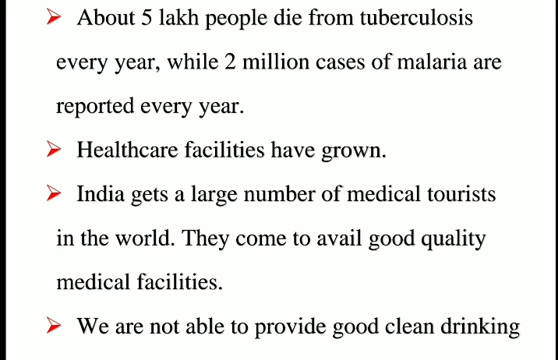 ➢ About 5 lakh people die from tuberculosis
every year, while 2 million cases of malaria are
reported every year.
➢ Healthcare facilities have grown.
➢ India gets a large number of medical tourists
in the world. They come to avail good quality
medical facilities.
➢ We are not able to provide good clean drinking